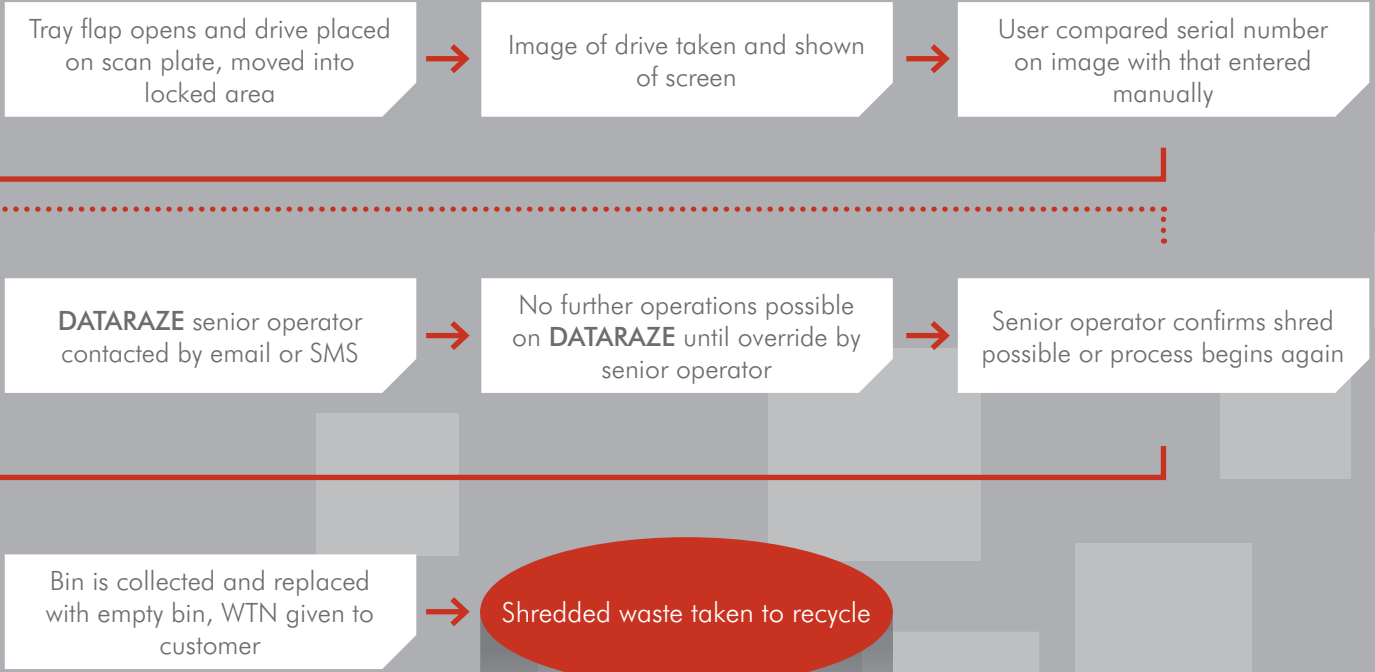 Tray flap opens and drive placed
on scan plate, moved into
locked area
Image of drive taken and shown
of screen
User compared serial number
on image with that entered
manually
DATARAZE senior operator
contacted by email or SMS
No further operations possible
on DATARAZE until override by
senior operator
Senior operator confirms shred
possible or process begins again
Bin is collected and replaced
with empty bin, WTN given to
customer
Shredded waste taken to recycle